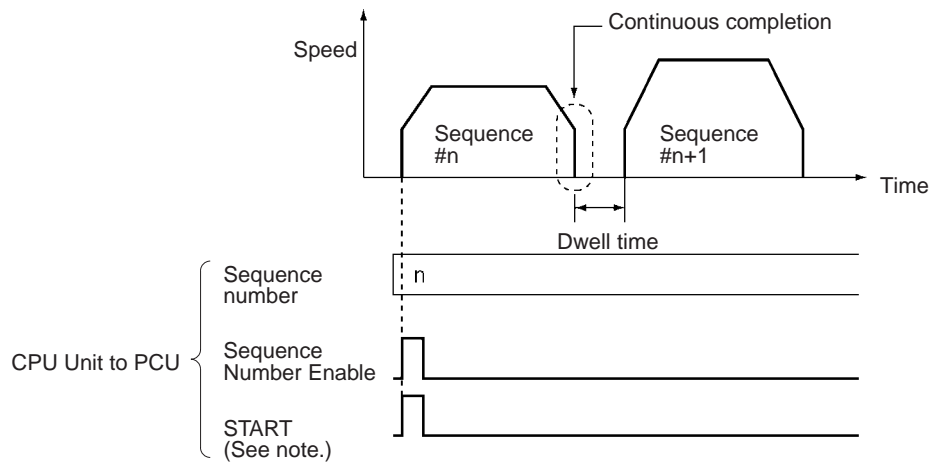 Continuous completion
Speed
Sequence
#n
Sequence
#n+1
Time
Dwell time
Sequence
number
n
CPU Unit to PCU
Sequence
Number Enable
START
(See note.)